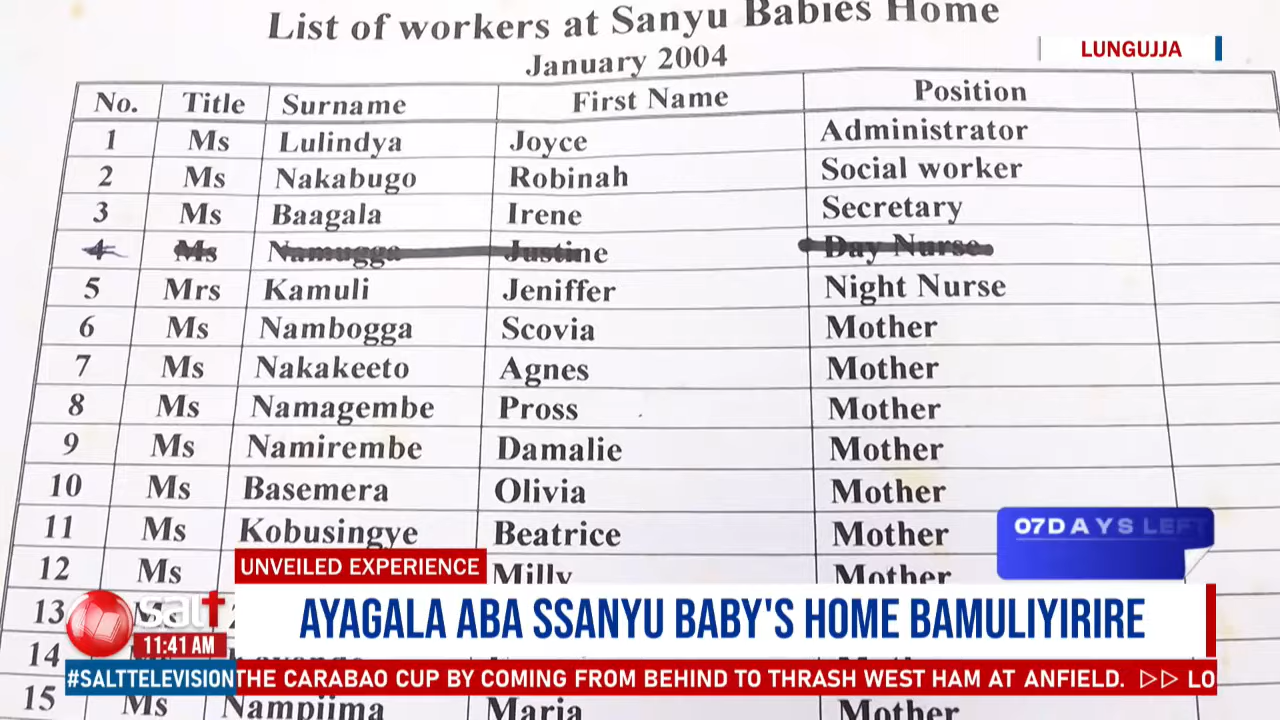 List of workers at Sanyu Babies Home
January 2004
LUNGUJJA
No. Title Surname First Name Position
1 Ms Lulindya Joyce Administrator
2 Ms Nakabugo Robinah Social worker
3 Ms Baagala Irene Secretary
4 Ms Namugga Justine Day Nurse
5 Mrs Kamuli Jeniffer Night Nurse
6 Ms Nambogga Scovia Mother
7 Ms Nakakeeto Agnes Mother
8 Ms Namagembe Pross Mother
9 Ms Namirembe Damalie Mother
10 Ms Basemera Olivia Mother
11 Ms Kobusingye Beatrice Mother
07DAYS LEFT
12 Ms Milly Mother
UNVEILED EXPERIENCE
13 Ms
salt
AYAGALA ABA SSANYU BABY'S HOME BAMULIYIRIRE
11:41 AM
14
#SALTTELEVISION THE CARABAO CUP BY COMING FROM BEHIND TO THRASH WEST HAM AT ANFIELD. ▷▷ LO
15 Ms Nampiima Maria Mother